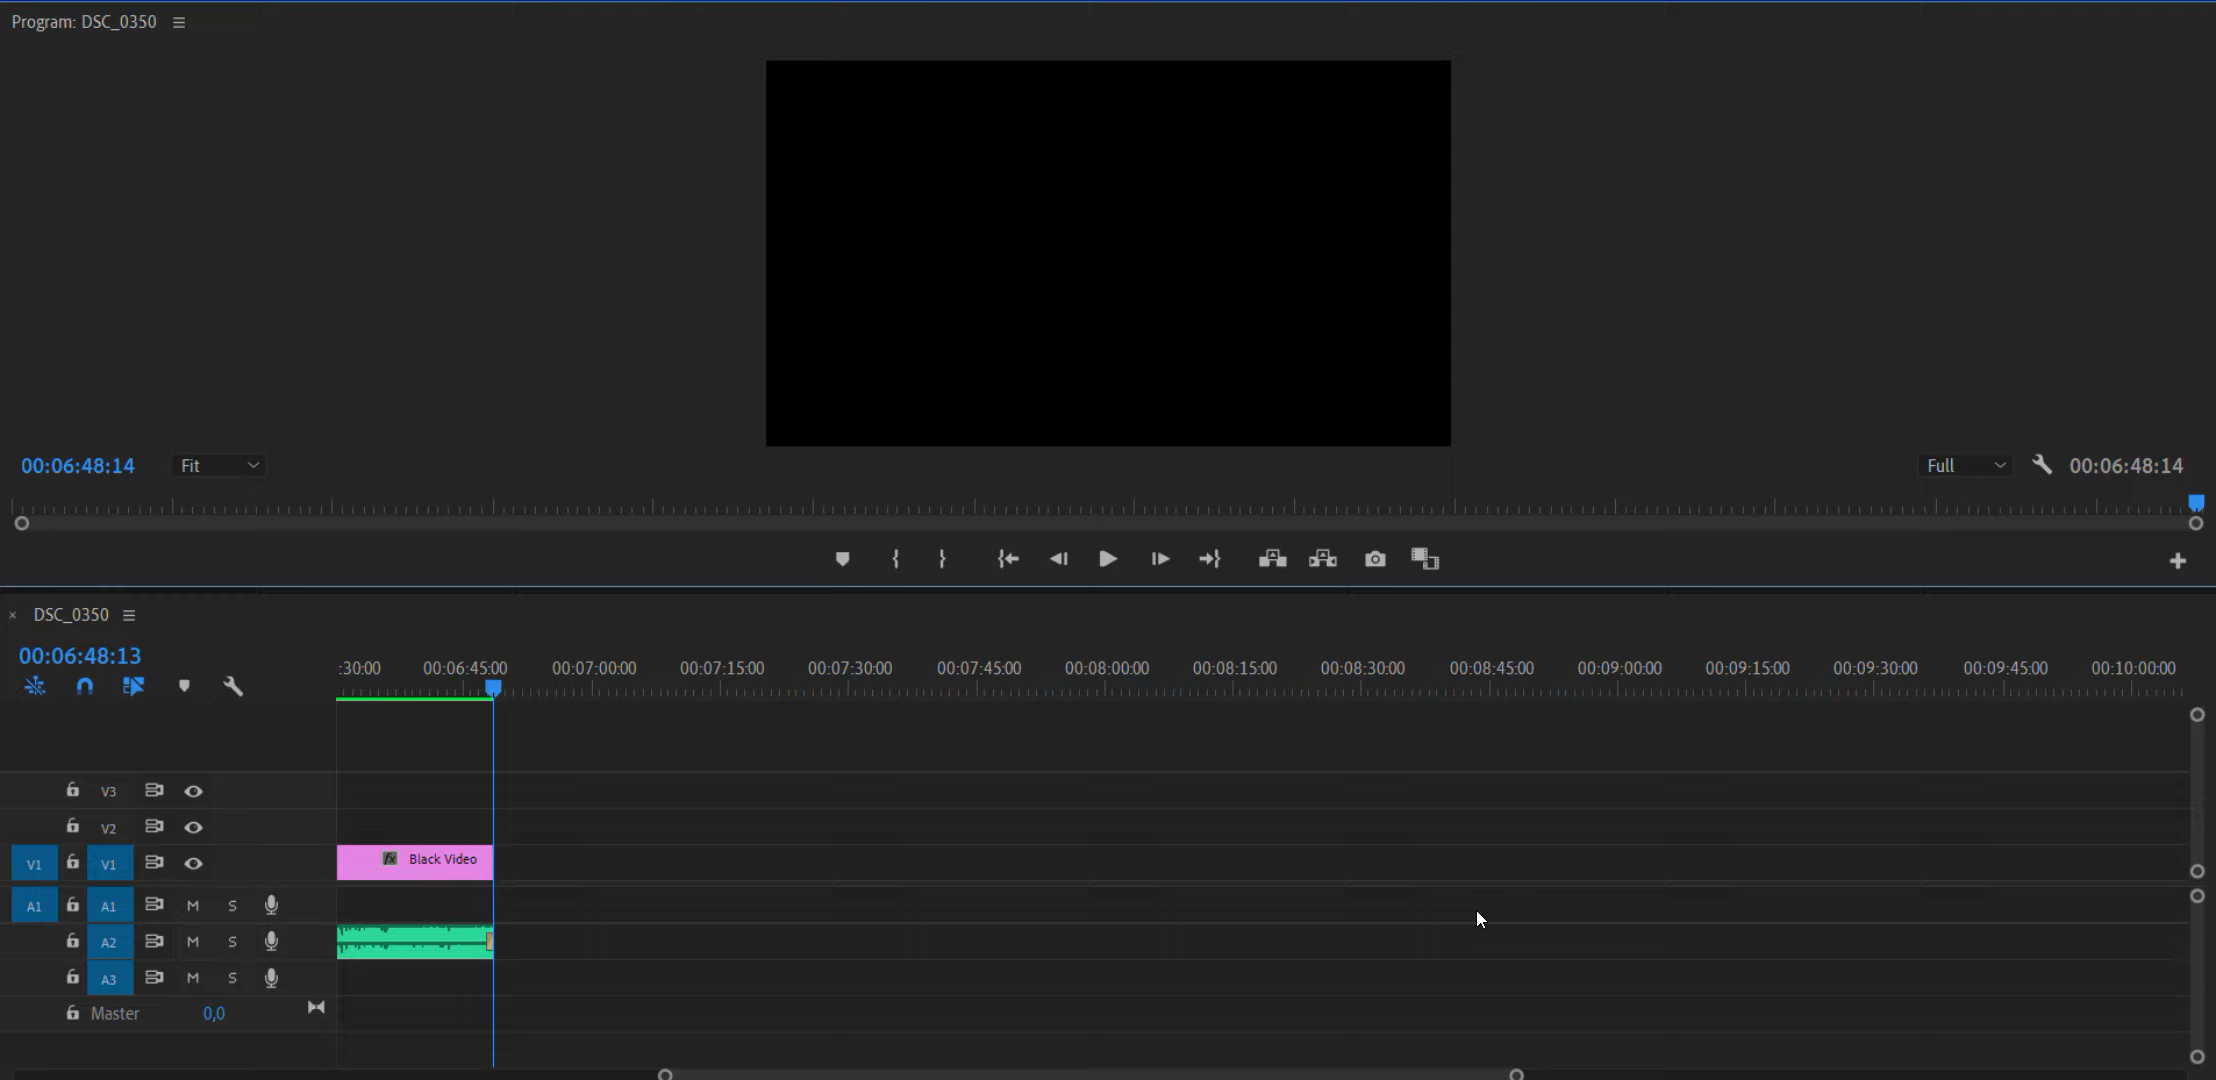 Program: DSC_0350
00:06:48:14
Fit
Full
00:06:48:14
DSC_0350
00:06:48:13
:30:00 00:06:45:00 00:07:00:00 00:07:15:00 00:07:30:00 00:07:45:00 00:08:00:00 00:08:15:00 00:08:30:00 00:08:45:00 00:09:00:00 00:09:15:00 00:09:30:00 00:09:45:00 00:10:00:00
V3
V2
V1 V1 fx Black Video
A1 A1 M S
A2 M S
A3 M S
Master 0,0